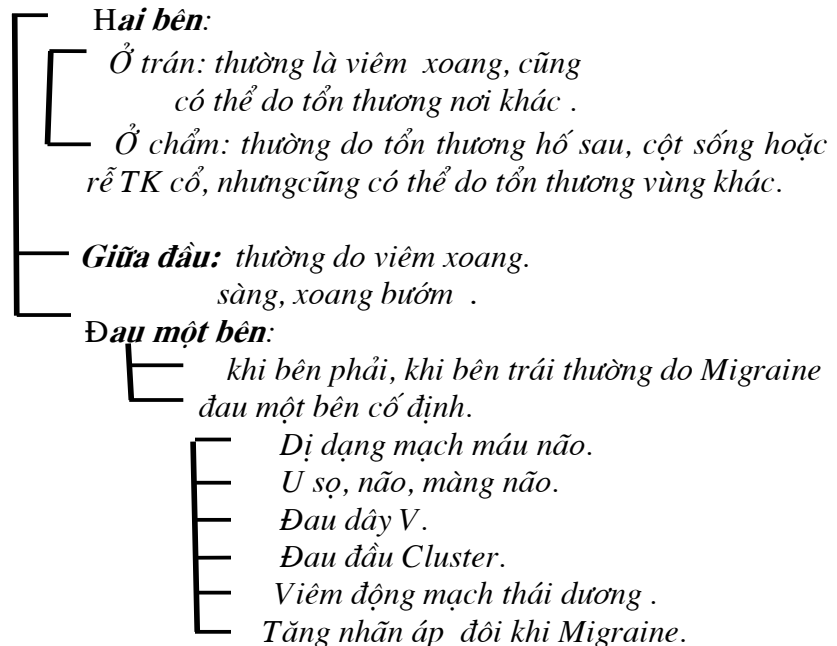 Hai bên:
Ở trán: thường là viêm xoang, cũng
có thể do tổn thương nơi khác .
Ở chẩm: thường do tổn thương hố sau, cột sống hoặc
rễ TK cổ, nhưngcũng có thể do tổn thương vùng khác.
Giữa đầu: thường do viêm xoang.
sàng, xoang bướm .
Đau một bên:
khi bên phải, khi bên trái thường do Migraine
đau một bên cố định.
Dị dạng mạch máu não.
U sọ, não, màng não.
Đau dây V.
Đau đầu Cluster.
Viêm động mạch thái dương .
Tăng nhãn áp đôi khi Migraine.